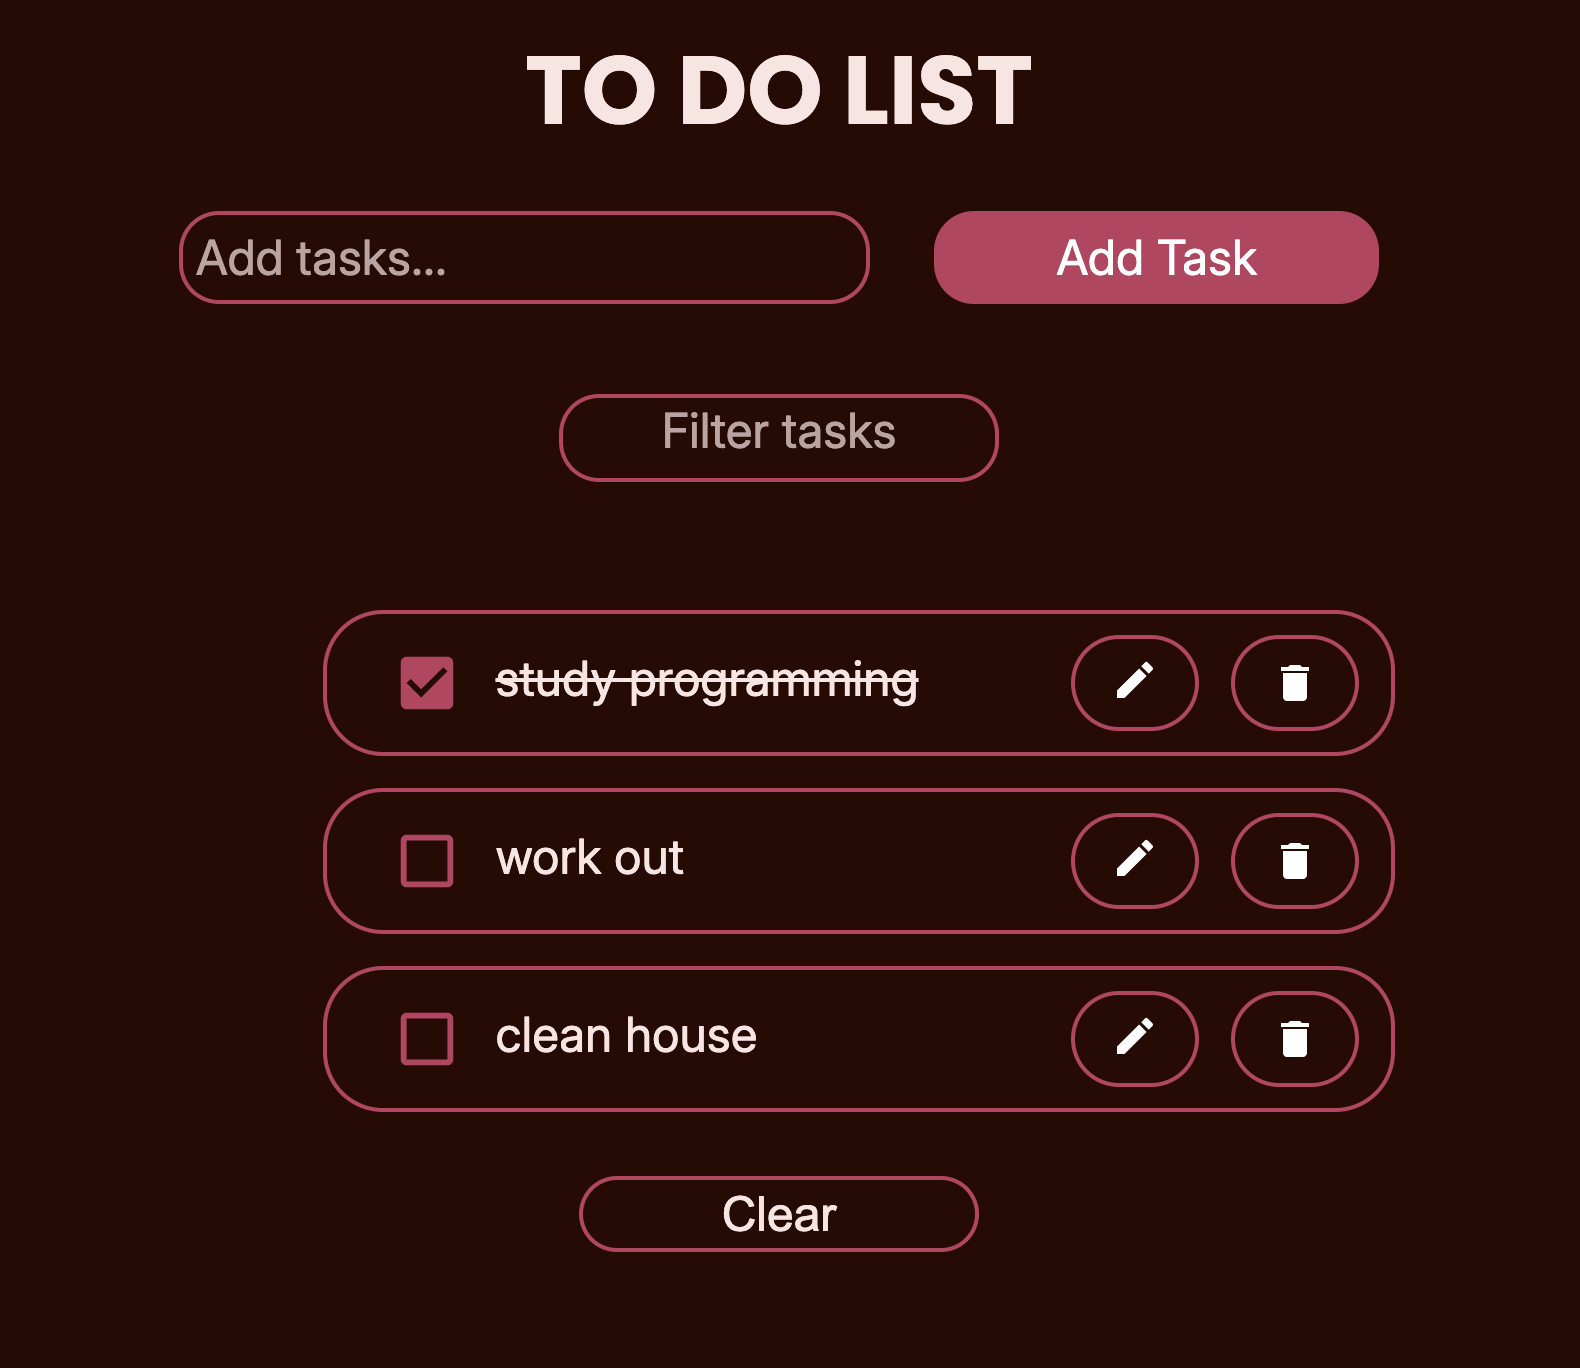 TO DO LIST
Add tasks...
Add Task
Filter tasks
study programming
work out
clean house
Clear